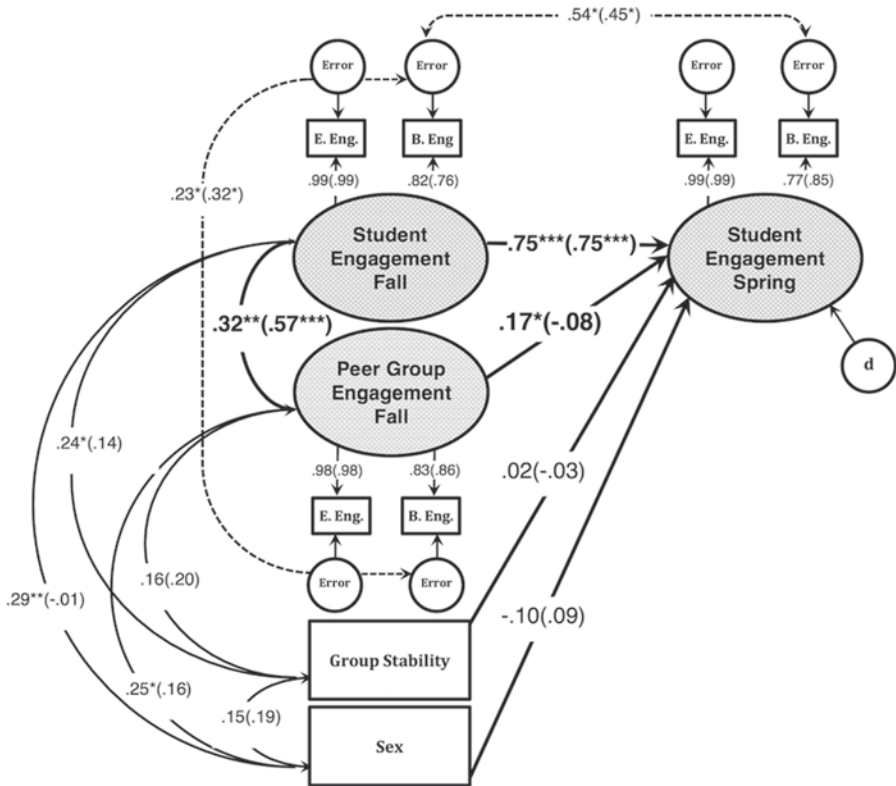 .54*(.45*)
Error
Error
Error
Error
E. Eng.
B. Eng
E. Eng.
B. Eng.
.99(.99)
.82(.76)
.99(.99)
.77(.85)
.23*(.32*)
Student
Engagement
Fall
.75***(.75***)
Student
Engagement
Spring
.32**(.57***)
.17*(-.08)
d
Peer Group
Engagement
Fall
.24*(.14)
.98(.98)
.83(.86)
.02(-.03)
E. Eng.
B. Eng.
.16(.20)
Error
Error
.29**(-.01)
-.10(.09)
Group Stability
.25*(.16)
.15(.19)
Sex